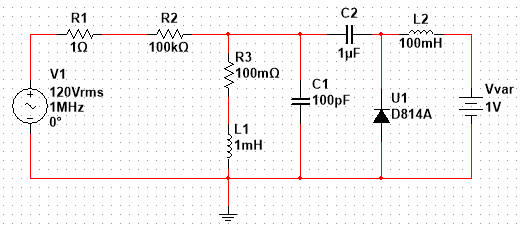 R1
1Ω
R2
100kΩ
C2
1µF
L2
100mH
R3
100mΩ
V1
120Vrms
1MHz
0°
C1
100pF
U1
D814A
Vvar
1V
L1
1mH